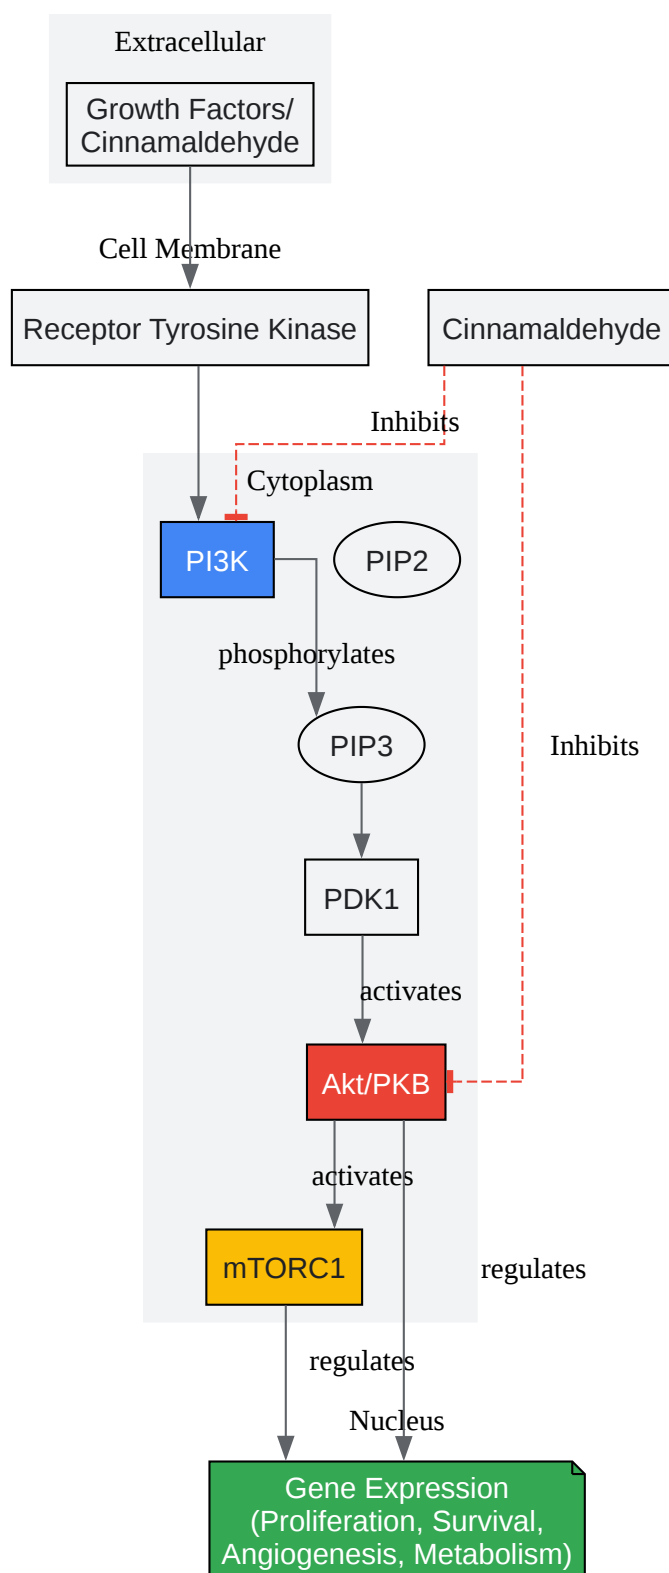 Extracellular
Growth Factors/
Cinnamaldehyde
Cell Membrane
Receptor Tyrosine Kinase
Cinnamaldehyde
Inhibits
Cytoplasm
PI3K
PIP2
phosphorylates
PIP3
Inhibits
PDK1
activates
Akt/PKB
activates
mTORC1
regulates
regulates
Nucleus
Gene Expression
(Proliferation, Survival,
Angiogenesis, Metabolism)